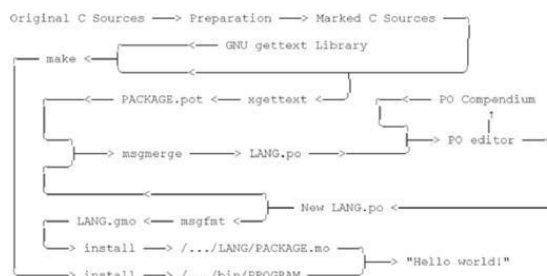 Original C Sources —> Preparation —> Marked C Sources
<— GNU gettext Library
make <—
<—
<— PACKAGE.pot <— xgettext <—
<— PO Compendium
—> msgmerge —> LANG.po —> —> PO editor
<—
New LANG.po <—
LANG.gmo <— msgfmt <—
—> install —> /.../LANG/PACKAGE.mo
—> "Hello world!"
—> install —> /.../bin/PROGRAM